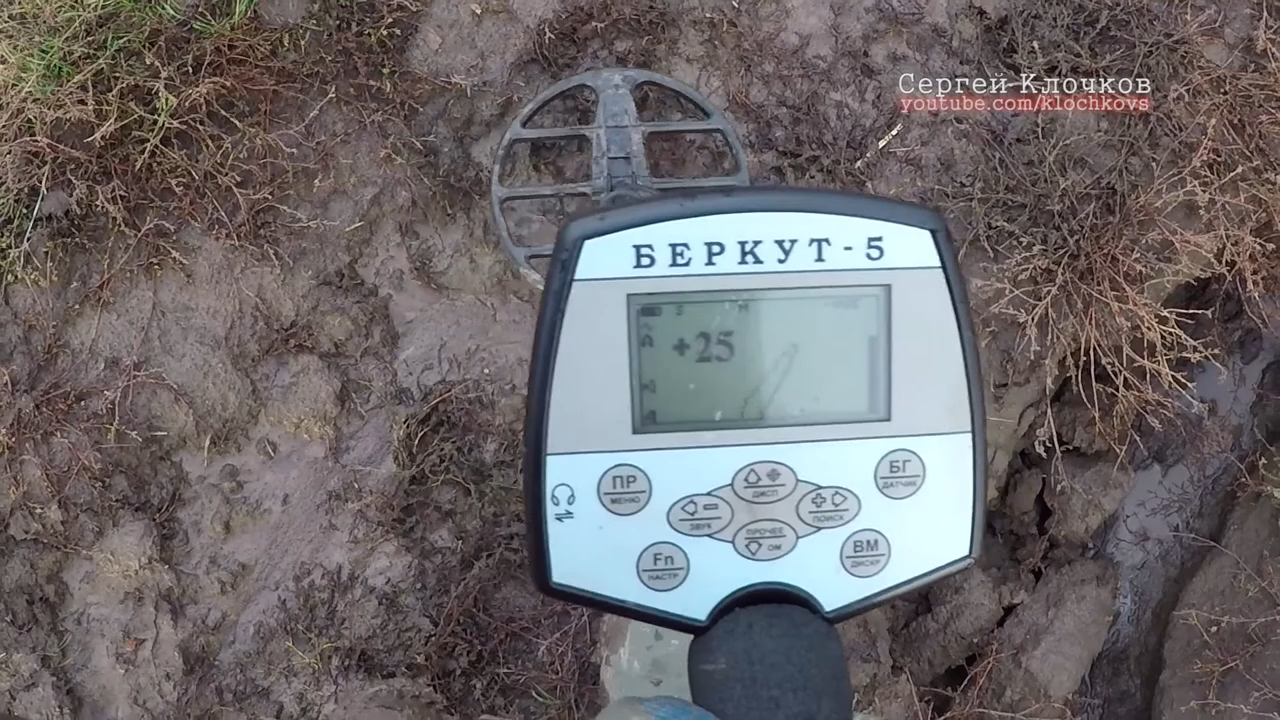 Сергей Клочков
youtube.com/klochkovs
БЕРКУТ-5
S
+25
ПР
МЕНЮ
ДИСП
БГ
ДАТЧИК
ЗВУК
ПОИСК
ПРОЧЕЕ
ОМ
Fn
НАСТР
ВМ
ДИСКР